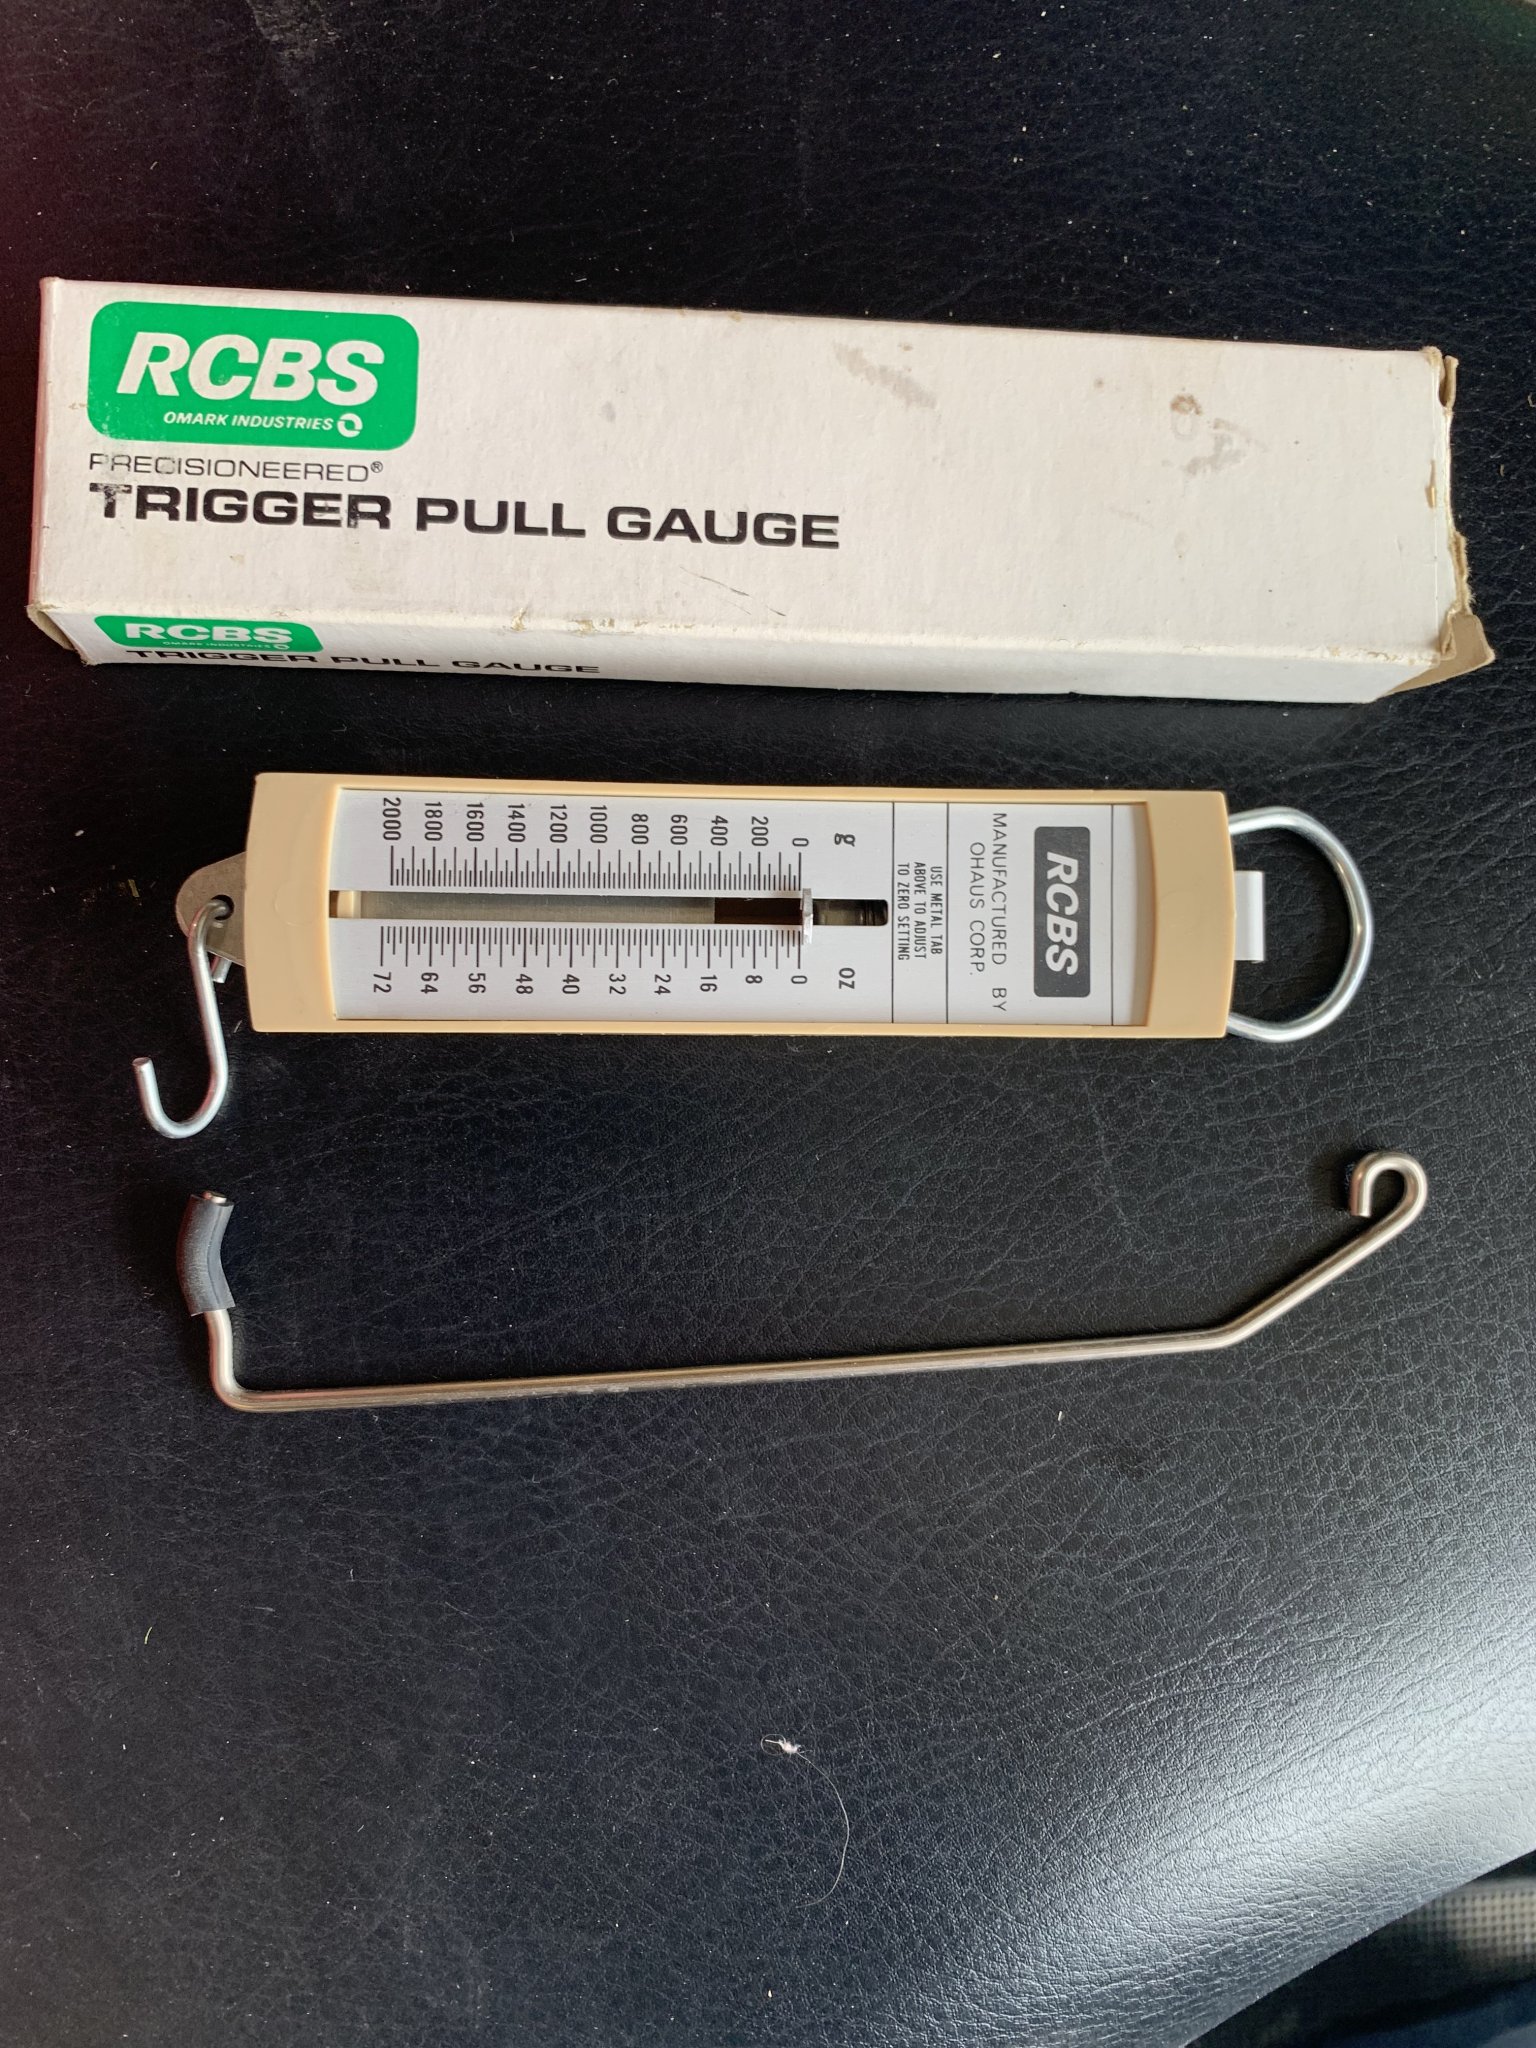 RCBS
OMARK INDUSTRIES
PRECISIONEERED®
TRIGGER PULL GAUGE
RCBS
OMARK INDUSTRIES
TRIGGER PULL GAUGE
RCBS
MANUFACTURED BY
OHAUS CORP.
USE METAL TAB
ABOVE TO ADJUST
TO ZERO SETTING
g oz
0 0
200 8
400 16
600 24
800 32
1000 40
1200 48
1400 56
1600 64
1800 72
2000